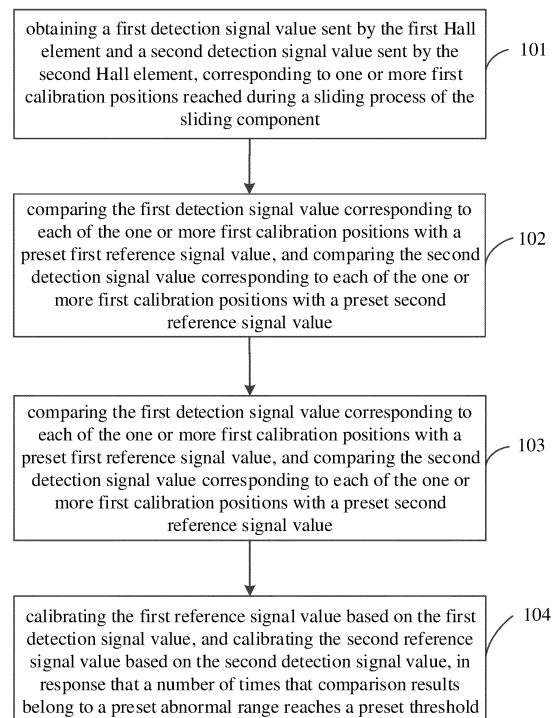 obtaining a first detection signal value sent by the first Hall
element and a second detection signal value sent by the
second Hall element, corresponding to one or more first
calibration positions reached during a sliding process of the
sliding component
101
comparing the first detection signal value corresponding to
each of the one or more first calibration positions with a
preset first reference signal value, and comparing the second
detection signal value corresponding to each of the one or
more first calibration positions with a preset second
reference signal value
102
comparing the first detection signal value corresponding to
each of the one or more first calibration positions with a
preset first reference signal value, and comparing the second
detection signal value corresponding to each of the one or
more first calibration positions with a preset second
reference signal value
103
calibrating the first reference signal value based on the first
detection signal value, and calibrating the second reference
signal value based on the second detection signal value, in
response that a number of times that comparison results
belong to a preset abnormal range reaches a preset threshold
104